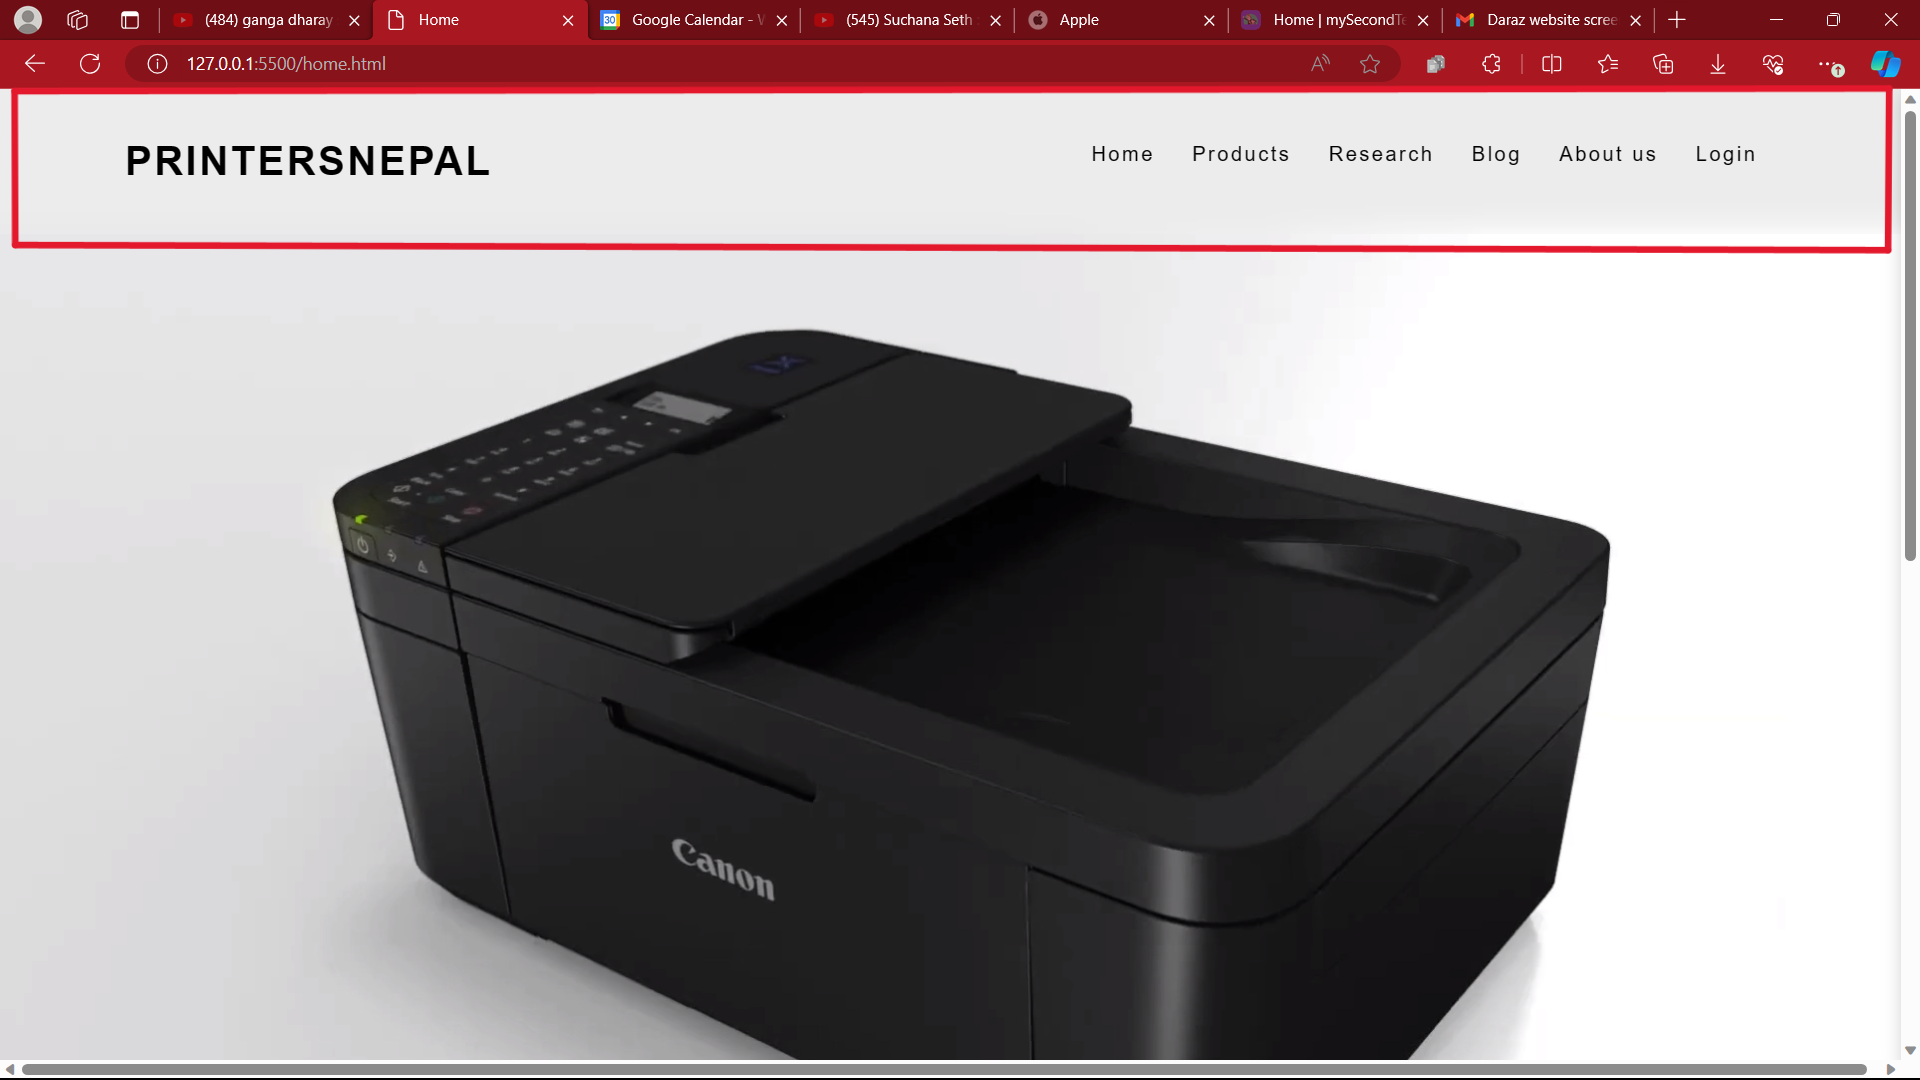 (484) ganga dharay
Home
Google Calendar - W
(545) Suchana Seth
Apple
Home | mySecondTe
Daraz website scree
127.0.0.1:5500/home.html
PRINTERSNEPAL
Home Products Research Blog About us Login
Canon